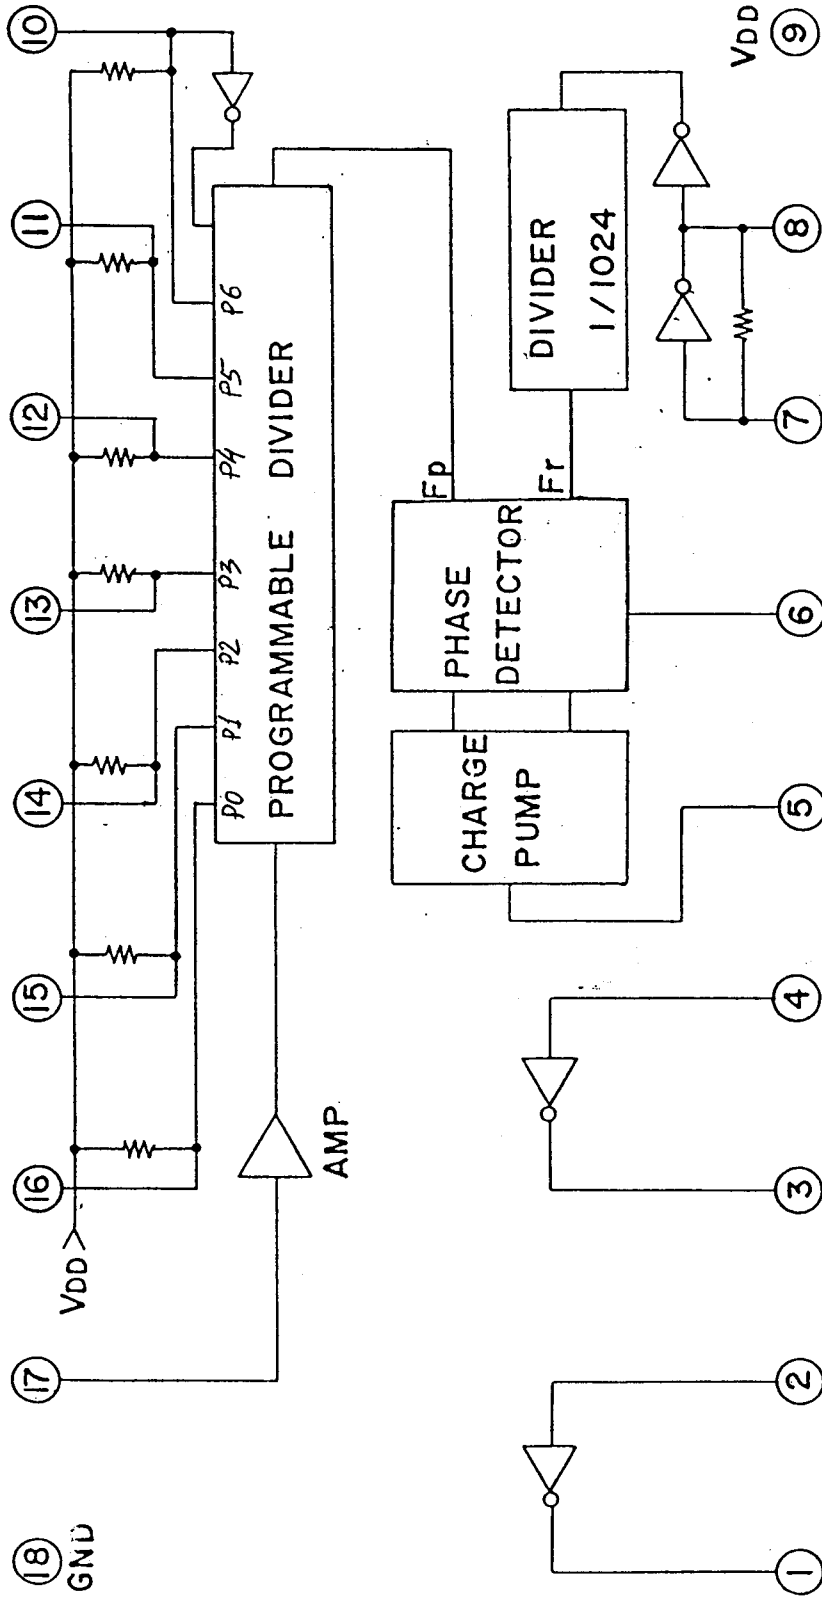 18
17
16
15
14
13
12
11
10
GND
VDD
P0
P1
P2
P3
P4
P5
P6
PROGRAMMABLE DIVIDER
AMP
CHARGE
PUMP
PHASE
DETECTOR
Fp
Fr
DIVIDER
1/1024
VDD
1
2
3
4
5
6
7
8
9